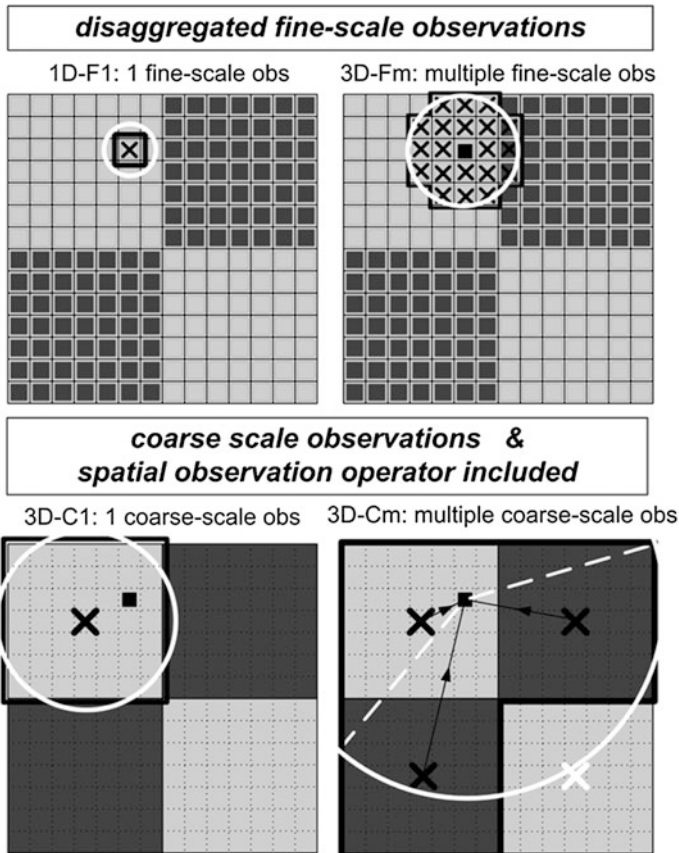 disaggregated fine-scale observations
1D-F1: 1 fine-scale obs
3D-Fm: multiple fine-scale obs
coarse scale observations &
spatial observation operator included
3D-C1: 1 coarse-scale obs
3D-Cm: multiple coarse-scale obs